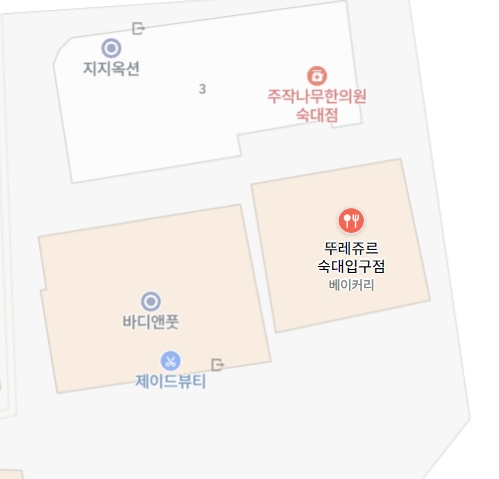 지지옥션
3
주작나무한의원
숙대점
뚜레쥬르
숙대입구점
베이커리
바디앤풋
제이드뷰티